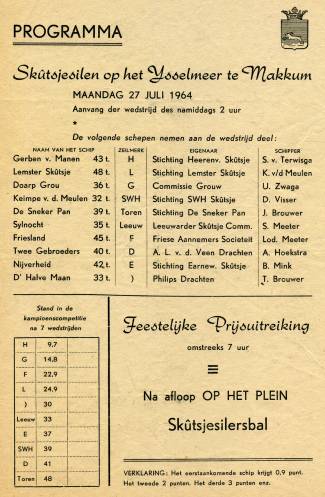 PROGRAMMA
Skûtsjesilen op het Ysselmeer te Makkum
MAANDAG 27 JULI 1964
Aanvang der wedstrijd des namiddags 2 uur
*
De volgende schepen nemen aan de wedstrijd deel:
NAAM VAN HET SCHIP ZEILMERK EIGENAAR SCHIPPER
Gerben v. Manen 43 t. H Stichting Heerenv. Skûtsje S. v. Terwisga
Lemster Skûtsje 48 t. L Stichting Lemster Skûtsje K. v/d Meulen
Doarp Grou 36 t. G Commissie Grouw U. Zwaga
Keimpe v. d. Meulen 32 t. SWH Stichting SWH Skûtsje D. Visser
De Sneker Pan 39 t. Toren Stichting De Sneker Pan J. Brouwer
Sylnocht 35 t. Leeuw Leeuwarder Skûtsje Comm. S. Meeter
Friesland 45 t. F Friese Aannemers Societeit Lod. Meeter
Twee Gebroeders 40 t. D A. L. v. d. Veen Drachten A. Hoekstra
Nijverheid 42 t. E Stichting Earnew. Skûtsje B. Mink
D' Halve Maan 33 t. ) Philips Drachten T. Brouwer
Stand in de
kampioenscompetitie
na 7 wedstrijden
H 9,7
G 14,8
F 22,9
L 24,9
) 30
Leeuw 33
E 37
SWH 39
D 41
Toren 48
Feestelijke Prijsuitreiking
omstreeks 7 uur
Na afloop OP HET PLEIN
Skûtsjesilersbal
VERKLARING: Het eerstaankomende schip krijgt 0,9 punt.
Het tweede 2 punten. Het derde 3 punten enz.